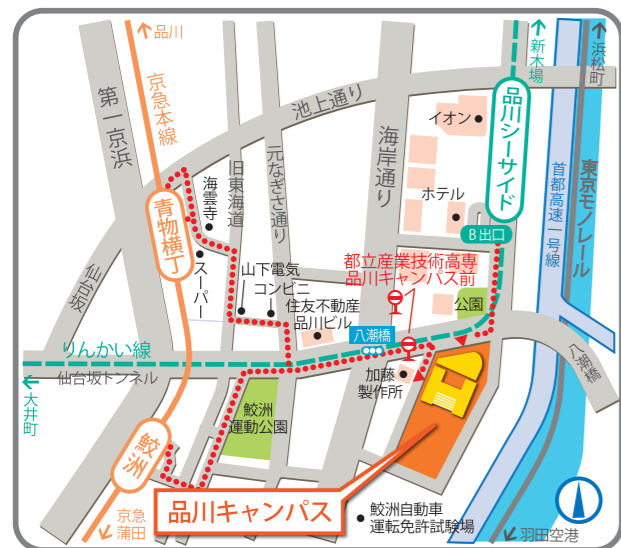 品川
新木場
浜松町
京急本線
第一京浜
池上通り
イオン
品川シーサイド
海岸通り
旧東海道
元なぎさ通り
海雲寺
首都高速一号線
東京モノレール
ホテル
青物横丁
B出口
スーパー
山下電気
コンビニ
都立産業技術高専
品川キャンパス前
仙台坂
住友不動産
品川ビル
公園
八潮橋
りんかい線
仙台坂トンネル
八潮橋
加藤
製作所
大井町
鮫洲
運動公園
鮫洲
品川キャンパス
鮫洲自動車
運転免許試験場
京急
蒲田
羽田空港